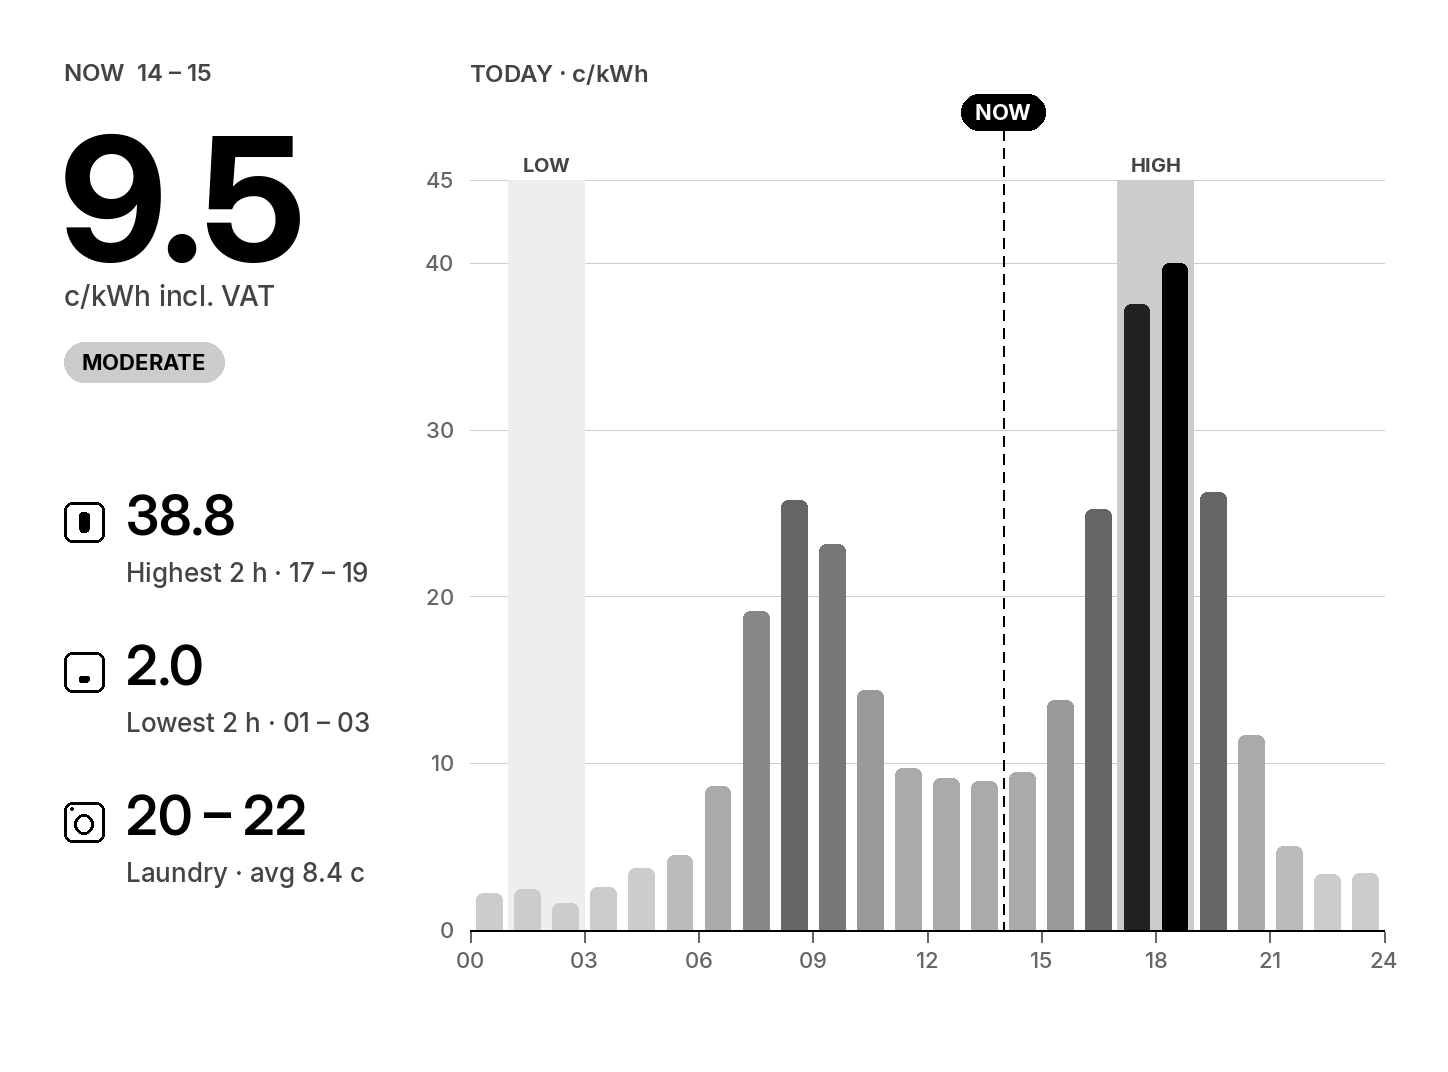 NOW 14 – 15
9.5
c/kWh incl. VAT
MODERATE
38.8
Highest 2 h · 17 – 19
2.0
Lowest 2 h · 01 – 03
20 – 22
Laundry · avg 8.4 c
TODAY · c/kWh
NOW
LOW
HIGH
45
40
30
20
10
0
00 03 06 09 12 15 18 21 24